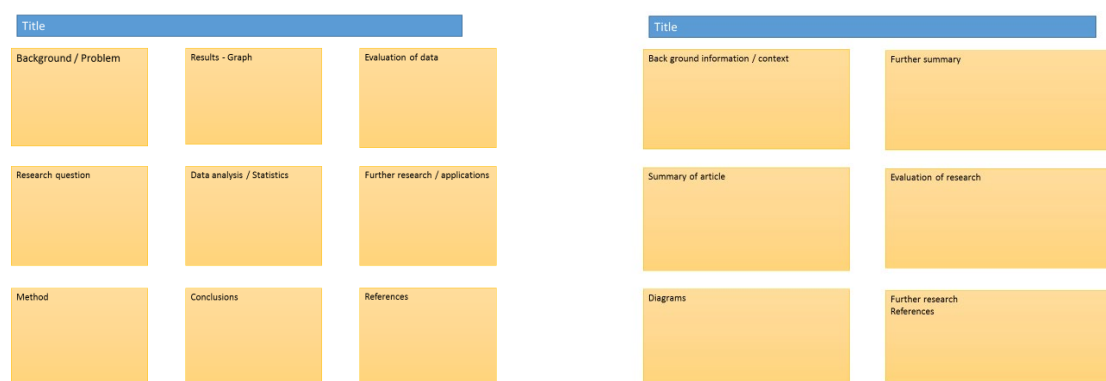 Title
Background / Problem
Results - Graph
Evaluation of data
Research question
Data analysis / Statistics
Further research / applications
Method
Conclusions
References
Title
Back ground information / context
Further summary
Summary of article
Evaluation of research
Diagrams
Further research
References